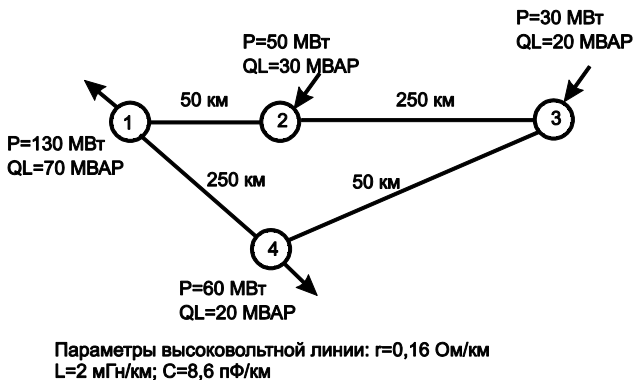 P=30 МВт
QL=20 МВАР
P=50 МВт
QL=30 МВАР
50 км
250 км
1
2
3
P=130 МВт
QL=70 МВАР
250 км
50 км
4
P=60 МВт
QL=20 МВАР
Параметры высоковольтной линии: r=0,16 Ом/км
L=2 мГн/км; C=8,6 пФ/км